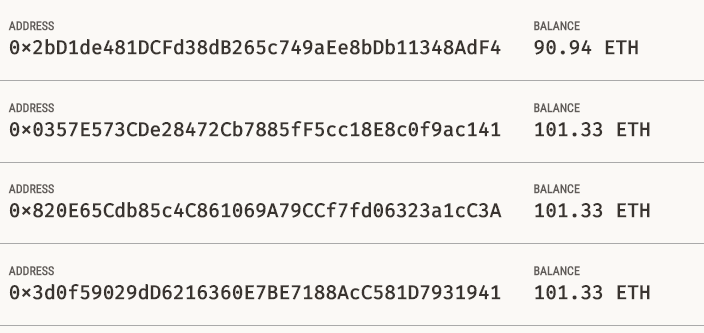 ADDRESS BALANCE
0x2bD1de481DCFd38dB265c749aEe8bDb11348AdF4 90.94 ETH
ADDRESS BALANCE
0x0357E573CDe28472Cb7885fF5cc18E8c0f9ac141 101.33 ETH
ADDRESS BALANCE
0x820E65Cdb85c4C861069A79CCf7fd06323a1cC3A 101.33 ETH
ADDRESS BALANCE
0x3d0f59029dD6216360E7BE7188AcC581D7931941 101.33 ETH